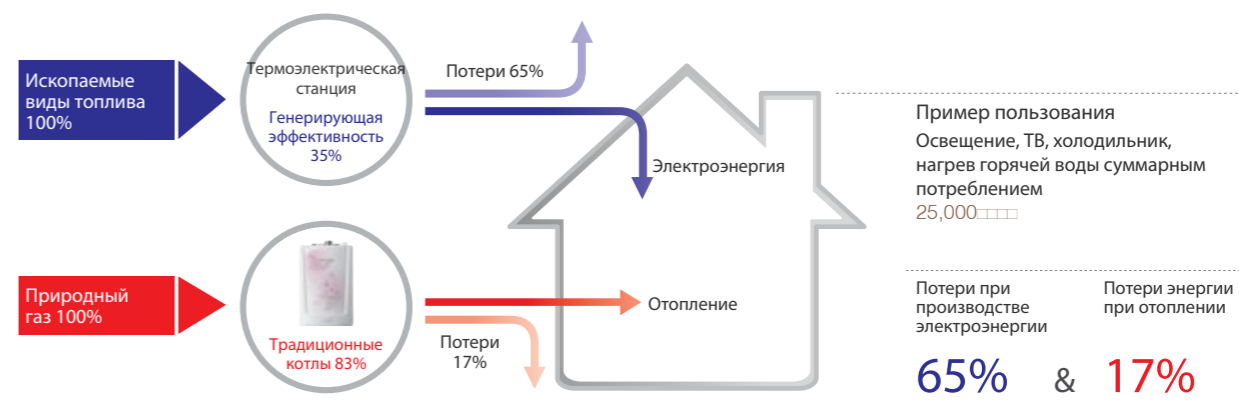 Ископаемые
виды топлива
100%
Термоэлектрическая
станция
Генерирующая
эффективность
35%
Потери 65%
Электроэнергия
Пример пользования
Освещение, ТВ, холодильник,
нагрев горячей воды суммарным
потреблением
25,000□□□□
Природный
газ 100%
Традиционные
котлы 83%
Отопление
Потери
17%
Потери при
производстве
электроэнергии
65%
&
Потери энергии
при отоплении
17%